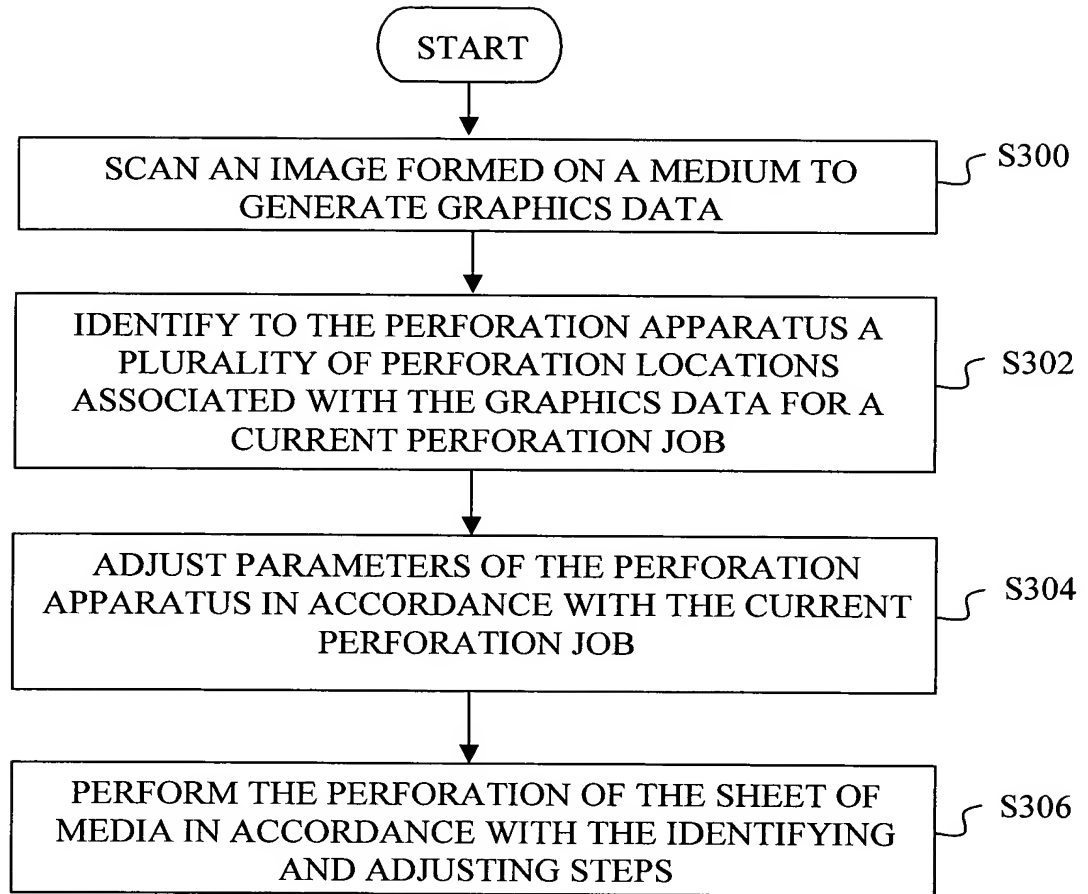 START
SCAN AN IMAGE FORMED ON A MEDIUM TO
GENERATE GRAPHICS DATA
S300
IDENTIFY TO THE PERFORATION APPARATUS A
PLURALITY OF PERFORATION LOCATIONS
ASSOCIATED WITH THE GRAPHICS DATA FOR A
CURRENT PERFORATION JOB
S302
ADJUST PARAMETERS OF THE PERFORATION
APPARATUS IN ACCORDANCE WITH THE CURRENT
PERFORATION JOB
S304
PERFORM THE PERFORATION OF THE SHEET OF
MEDIA IN ACCORDANCE WITH THE IDENTIFYING
AND ADJUSTING STEPS
S306